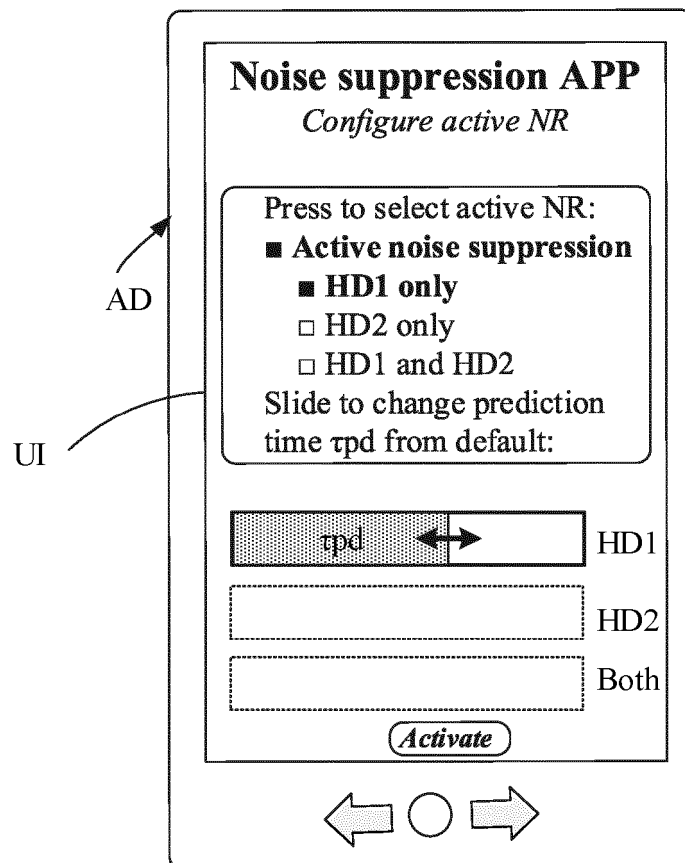 Noise suppression APP
Configure active NR
Press to select active NR:
■ Active noise suppression
■ HD1 only
□ HD2 only
□ HD1 and HD2
Slide to change prediction
time τpd from default:
AD
UI
τpd
HD1
HD2
Both
Activate